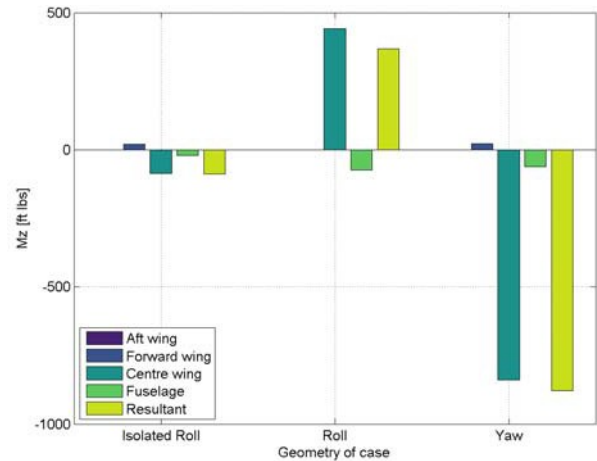 500
0
-500
-1000
Mz [ft lbs]
Aft wing
Forward wing
Centre wing
Fuselage
Resultant
Isolated Roll
Roll
Yaw
Geometry of case